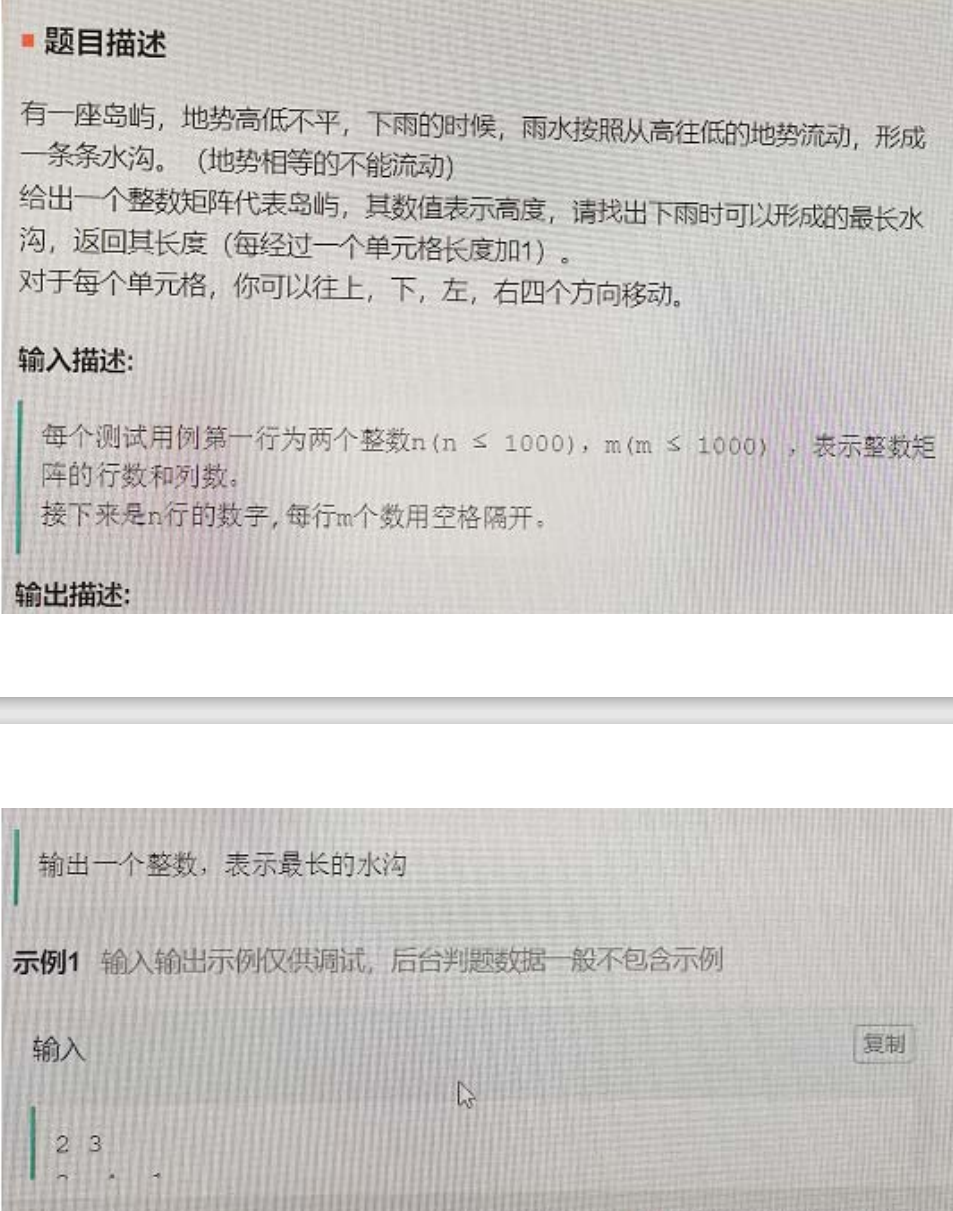 题目描述
有一座岛屿，地势高低不平，下雨的时候，雨水按照从高往低的地势流动，形成
一条条水沟。（地势相等的不能流动）
给出一个整数矩阵代表岛屿，其数值表示高度，请找出下雨时可以形成的最长水
沟，返回其长度（每经过一个单元格长度加1）。
对于每个单元格，你可以往上，下，左，右四个方向移动。
输入描述:
每个测试用例第一行为两个整数n(n ≤ 1000)，m(m ≤ 1000) ，表示整数矩
阵的行数和列数。
接下来是n行的数字,每行m个数用空格隔开。
输出描述:
输出一个整数，表示最长的水沟
示例1 输入输出示例仅供调试，后台判题数据一般不包含示例
输入
复制
2 3